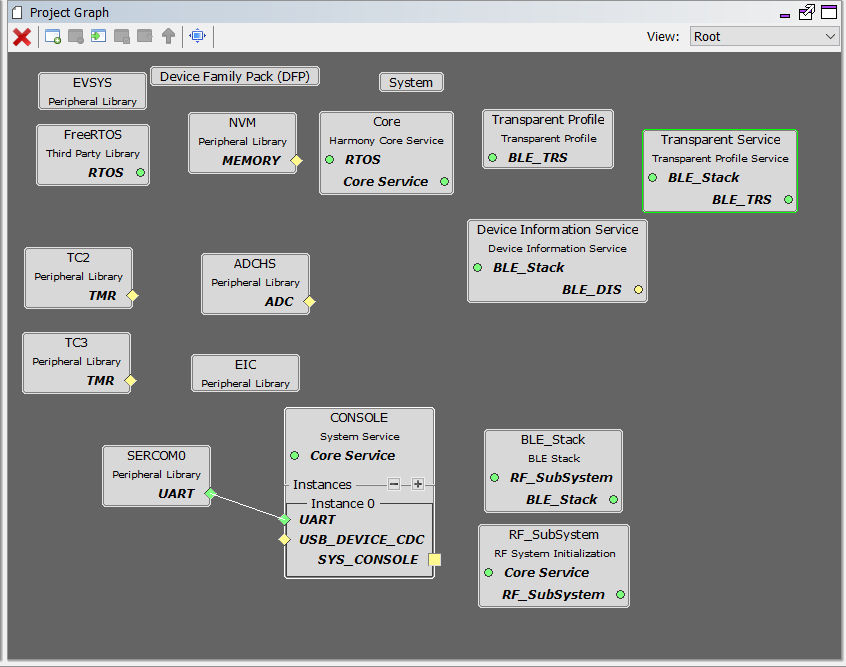 Project Graph
View:
Root
EVSYS
Peripheral Library
Device Family Pack (DFP)
System
FreeRTOS
Third Party Library
RTOS
NVM
Peripheral Library
MEMORY
Core
Harmony Core Service
RTOS
Core Service
Transparent Profile
Transparent Profile
BLE_TRS
Transparent Service
Transparent Profile Service
BLE_Stack
BLE_TRS
Device Information Service
Device Information Service
BLE_Stack
BLE_DIS
TC2
Peripheral Library
TMR
ADCHS
Peripheral Library
ADC
TC3
Peripheral Library
TMR
EIC
Peripheral Library
CONSOLE
System Service
Core Service
Instances
Instance 0
UART
USB_DEVICE_CDC
SYS_CONSOLE
SERCOM0
Peripheral Library
UART
BLE_Stack
BLE Stack
RF_SubSystem
BLE_Stack
RF_SubSystem
RF System Initialization
Core Service
RF_SubSystem